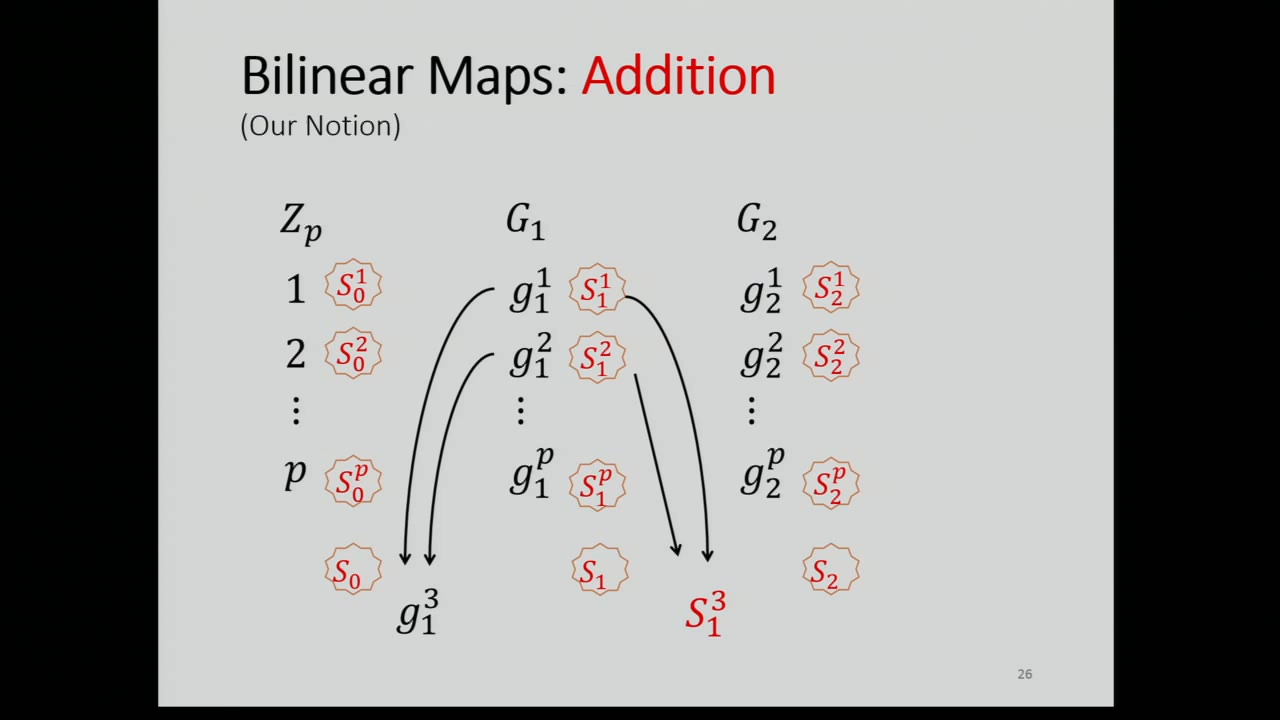 Bilinear Maps: Addition
(Our Notion)
Z_p G_1 G_2
1 S_0^1 g_1^1 S_1^1 g_2^1 S_2^1
2 S_0^2 g_1^2 S_1^2 g_2^2 S_2^2
⋮ ⋮ ⋮
p S_0^p g_1^p S_1^p g_2^p S_2^p
S_0 S_1 S_2
g_1^3 S_1^3
26